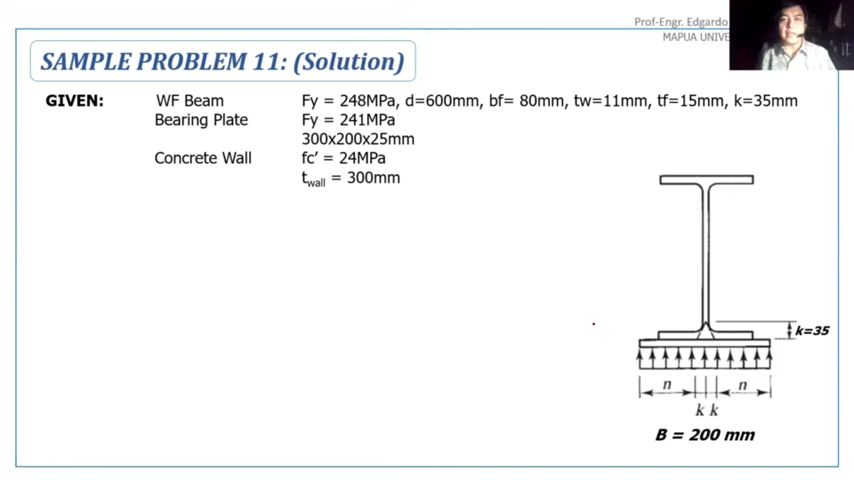 Prof-Engr. Edgardo
MAPUA UNIVE
SAMPLE PROBLEM 11: (Solution)
GIVEN: WF Beam Fy = 248MPa, d=600mm, bf= 80mm, tw=11mm, tf=15mm, k=35mm
Bearing Plate Fy = 241MPa
300x200x25mm
Concrete Wall fc' = 24MPa
twall = 300mm
k=35
n n
k k
B = 200 mm